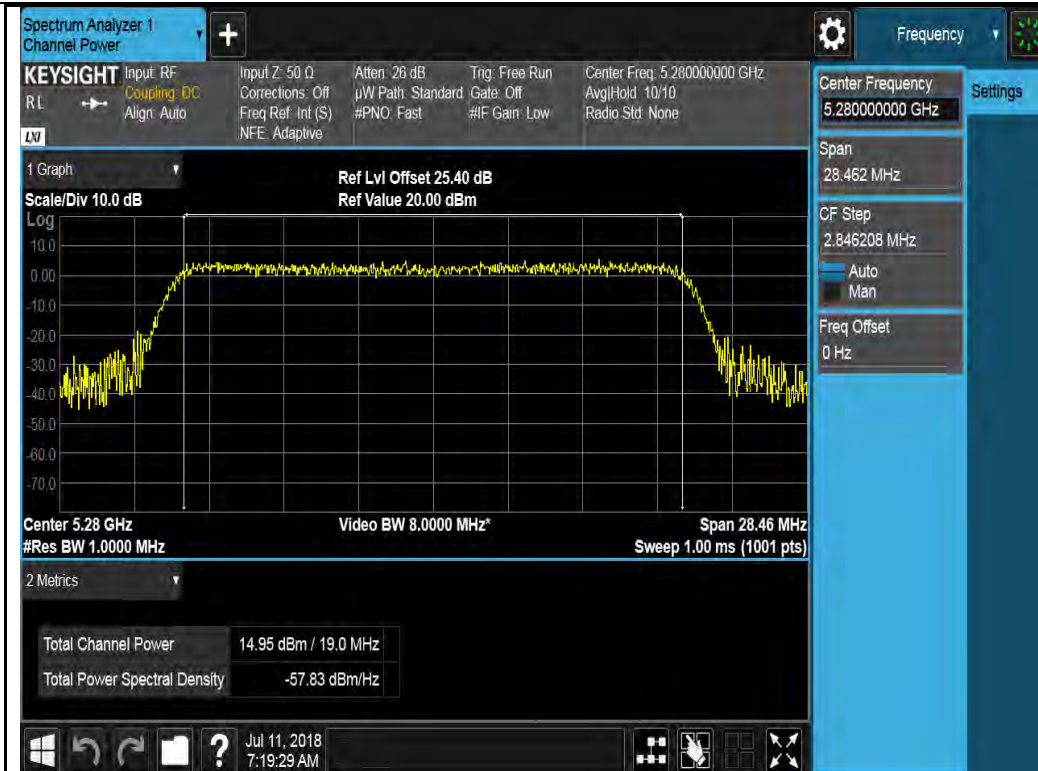 Spectrum Analyzer 1
Channel Power
+
Frequency
KEYSIGHT
RL
LXI
Input: RF
Coupling: DC
Align: Auto
Input Z: 50 Ω
Corrections: Off
Freq Ref: Int (S)
NFE: Adaptive
Atten: 26 dB
µW Path: Standard
#PNO: Fast
Trig: Free Run
Gate: Off
#IF Gain: Low
Center Freq: 5.280000000 GHz
Avg|Hold: 10/10
Radio Std: None
Center Frequency
5.280000000 GHz
Settings
Span
28.462 MHz
CF Step
2.846208 MHz
Auto
Man
Freq Offset
0 Hz
1 Graph
Scale/Div 10.0 dB
Ref Lvl Offset 25.40 dB
Ref Value 20.00 dBm
Log
10.0
0.00
-10.0
-20.0
-30.0
-40.0
-50.0
-60.0
-70.0
Center 5.28 GHz
#Res BW 1.0000 MHz
Video BW 8.0000 MHz*
Span 28.46 MHz
Sweep 1.00 ms (1001 pts)
2 Metrics
Total Channel Power 14.95 dBm / 19.0 MHz
Total Power Spectral Density -57.83 dBm/Hz
?
Jul 11, 2018
7:19:29 AM